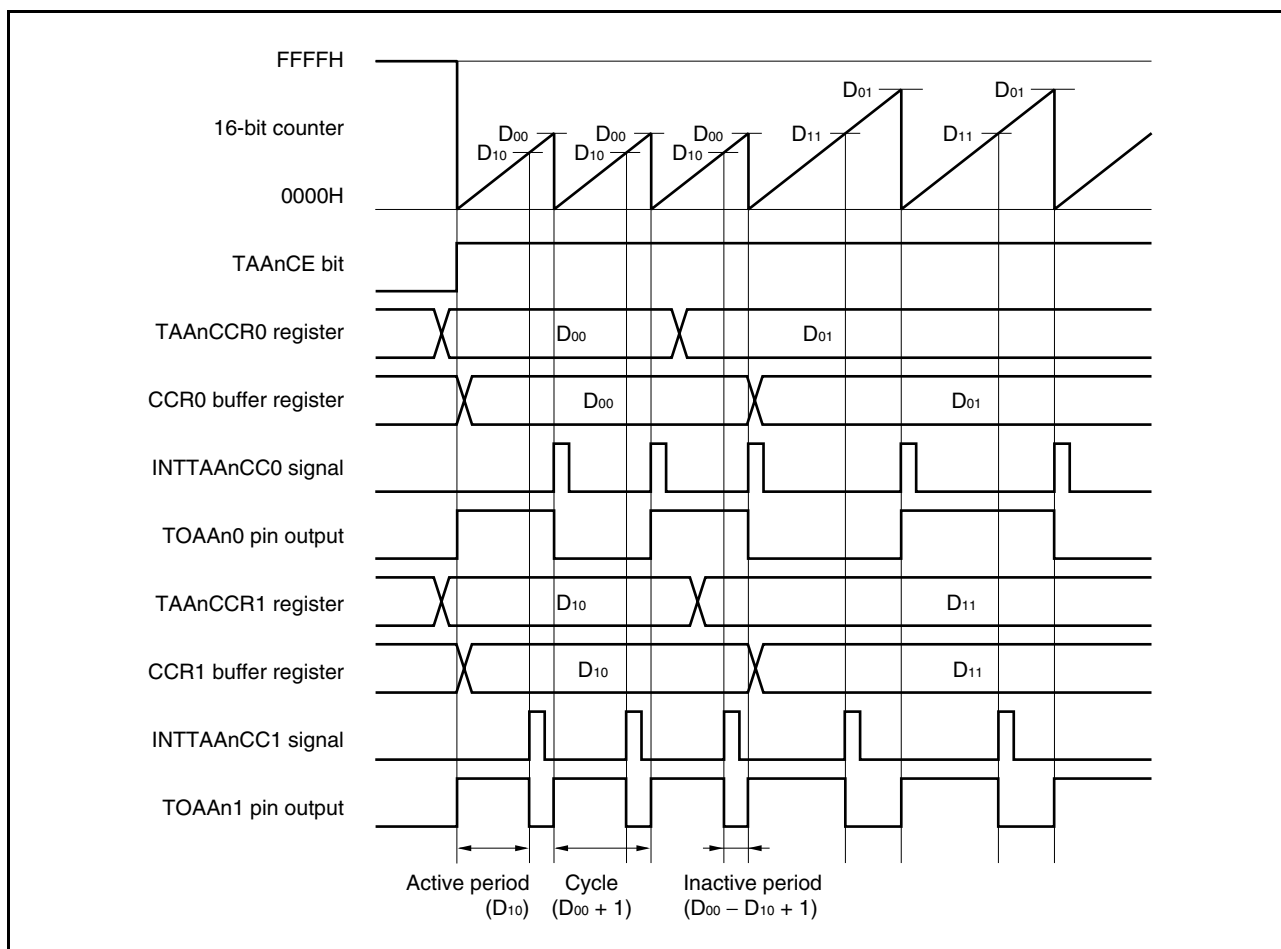 FFFFH
16-bit counter
0000H
D00
D10
D00
D10
D00
D10
D01
D11
D01
D11
TAAnCE bit
TAAnCCR0 register
D00
D01
CCR0 buffer register
D00
D01
INTTAAnCC0 signal
TOAAn0 pin output
TAAnCCR1 register
D10
D11
CCR1 buffer register
D10
D11
INTTAAnCC1 signal
TOAAn1 pin output
Active period
(D10)
Cycle
(D00 + 1)
Inactive period
(D00 − D10 + 1)